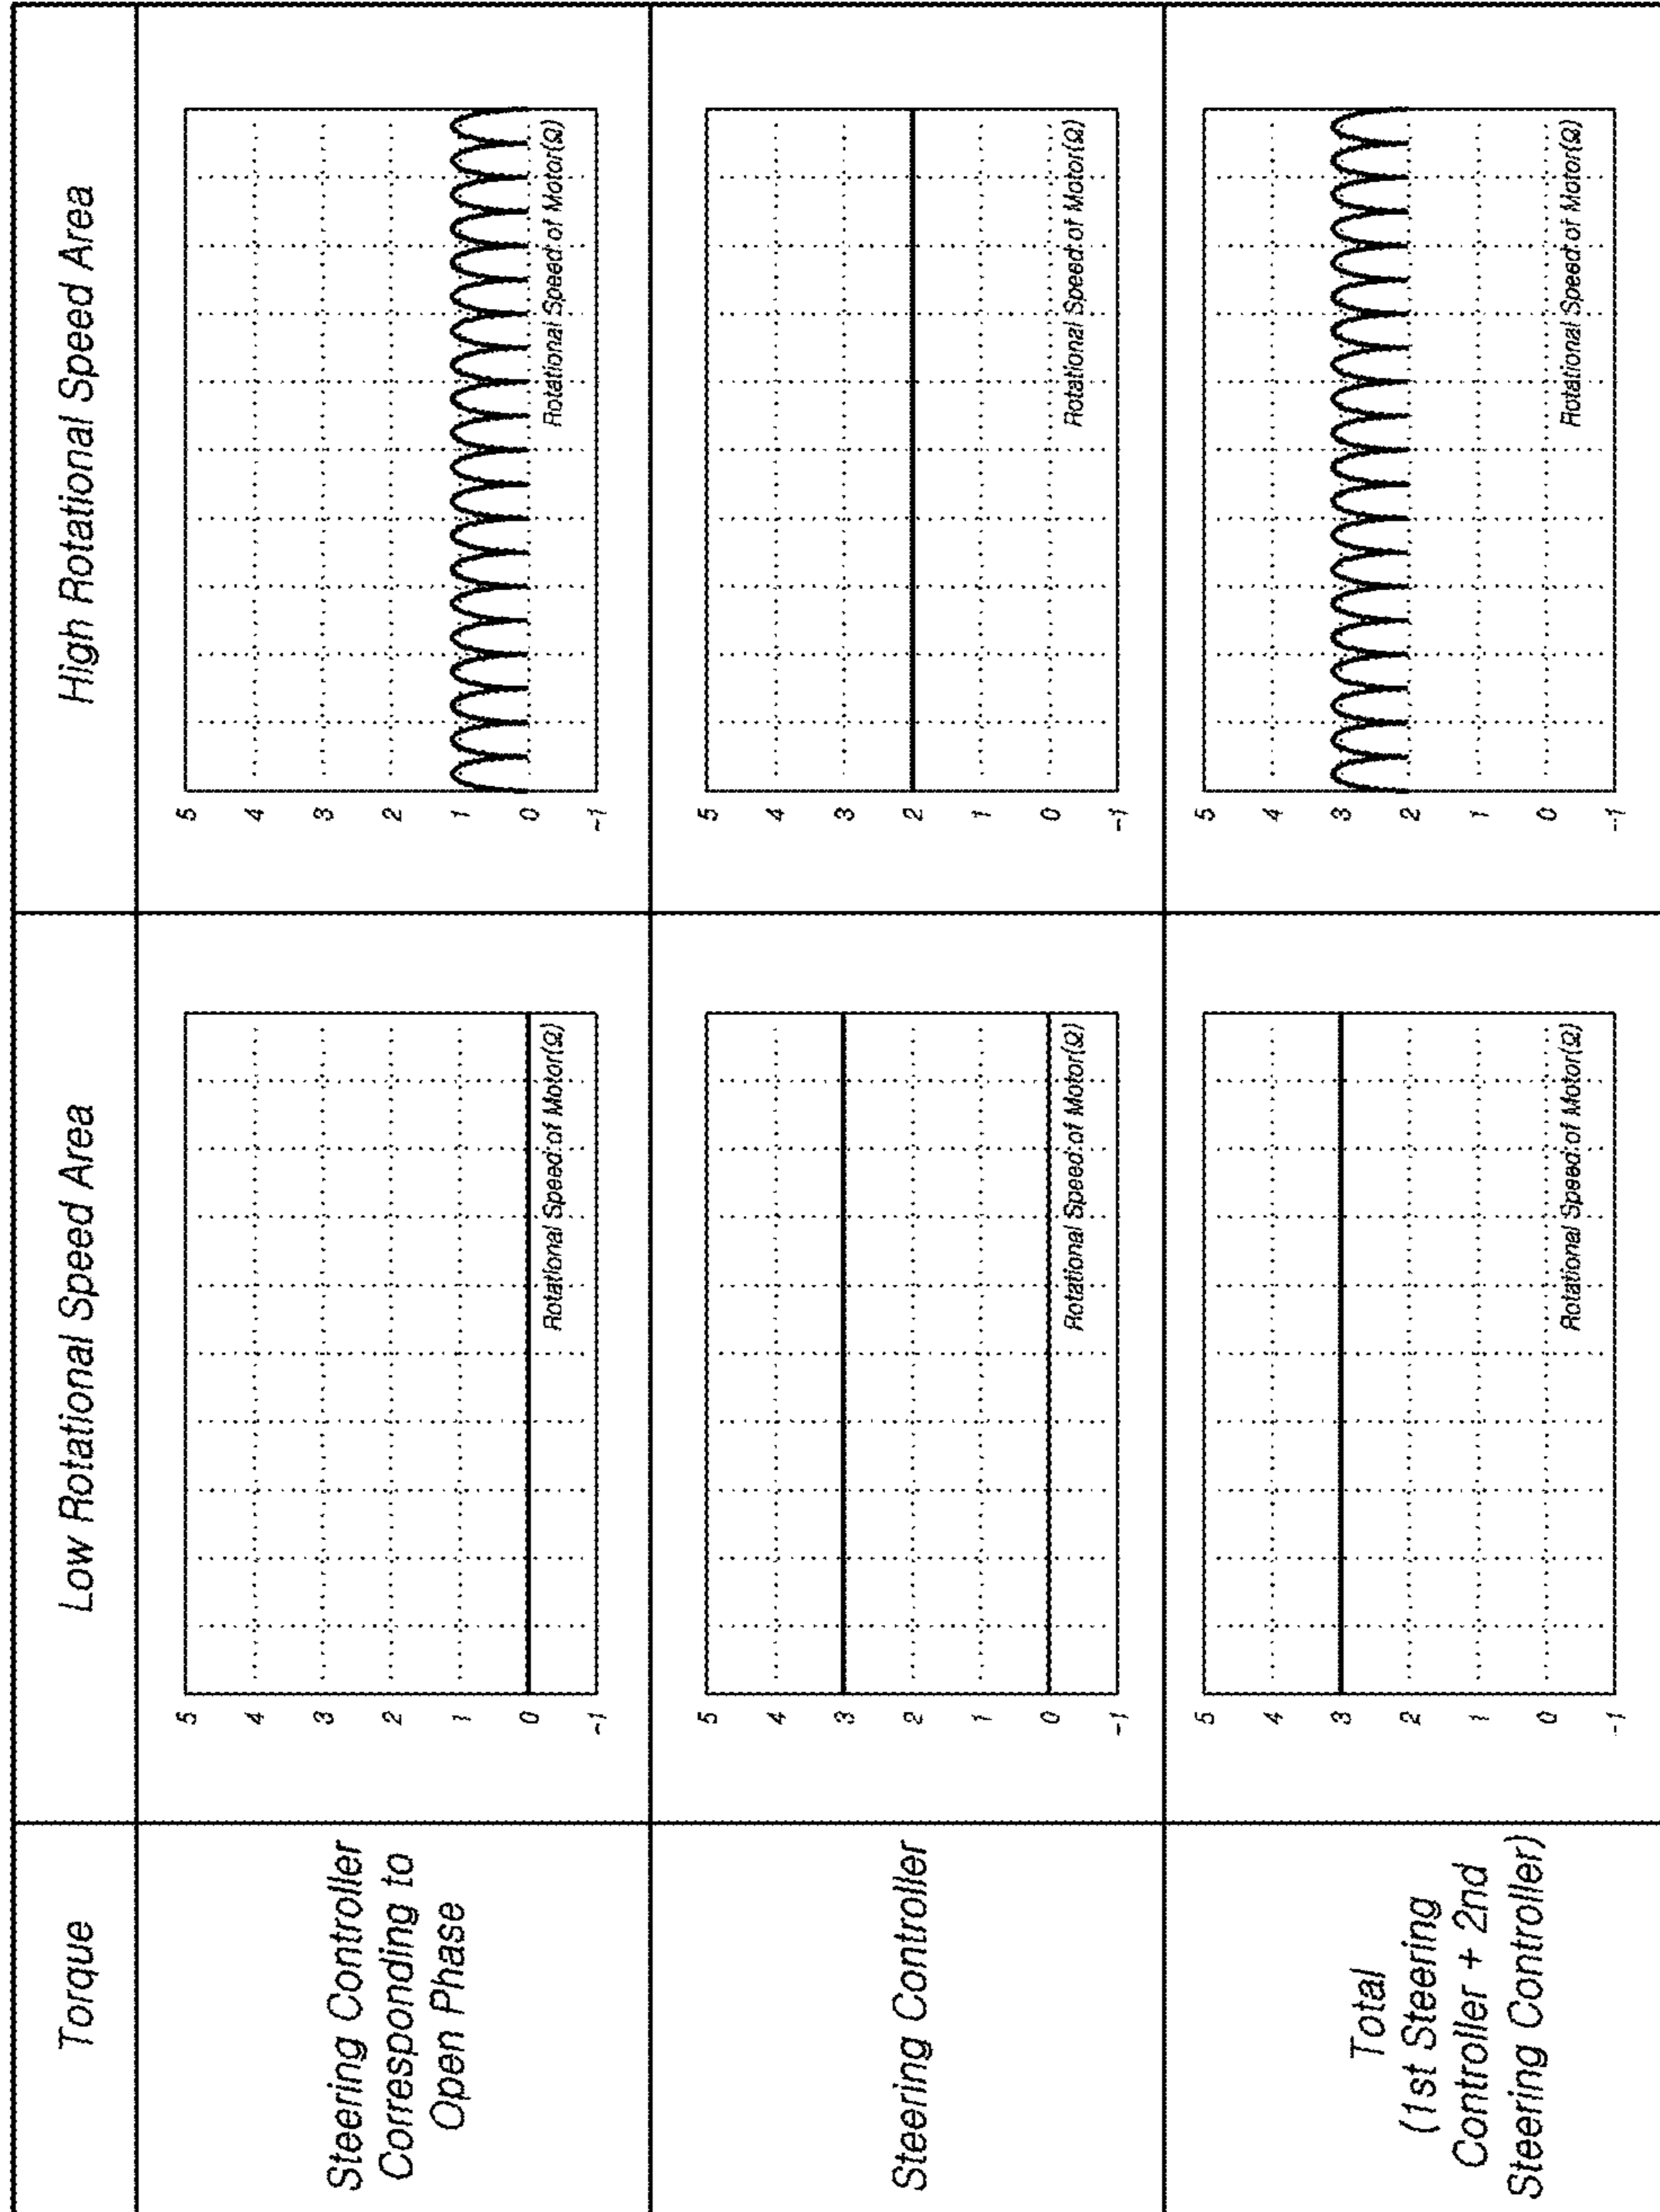 Torque
Low Rotational Speed Area
High Rotational Speed Area
Steering Controller
Corresponding to
Open Phase
5
4
3
2
1
0
-1
Rotational Speed of Motor(Ω)
5
4
3
2
1
0
-1
Rotational Speed of Motor(Ω)
Steering Controller
5
4
3
2
1
0
-1
Rotational Speed of Motor(Ω)
5
4
3
2
1
0
-1
Rotational Speed of Motor(Ω)
Total
(1st Steering
Controller + 2nd
Steering Controller)
5
4
3
2
1
0
-1
Rotational Speed of Motor(Ω)
5
4
3
2
1
0
-1
Rotational Speed of Motor(Ω)